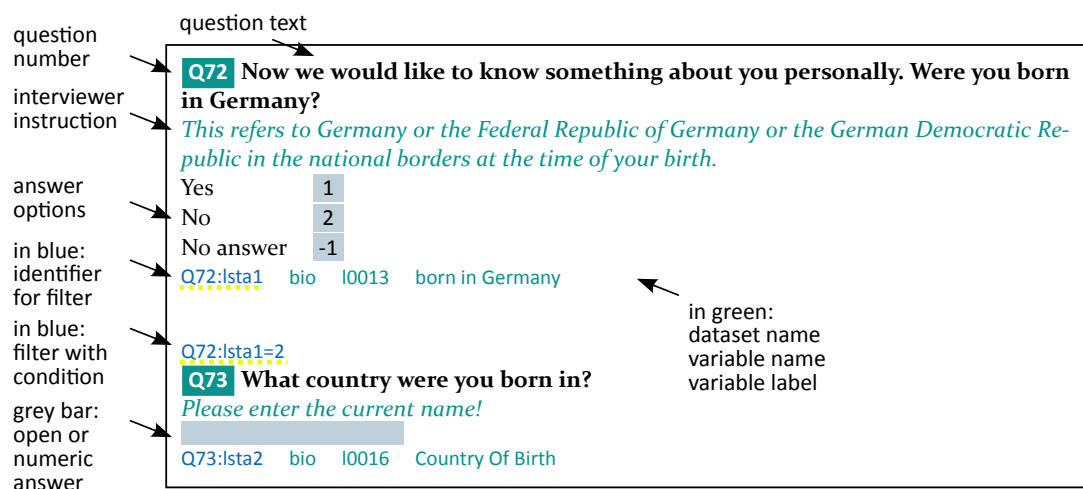 question text
question
number
Q72 Now we would like to know something about you personally. Were you born
in Germany?
interviewer
instruction
This refers to Germany or the Federal Republic of Germany or the German Democratic Re-
public in the national borders at the time of your birth.
answer
options
Yes 1
No 2
No answer -1
in blue:
identifier
for filter
Q72:lsta1 bio l0013 born in Germany
in green:
dataset name
variable name
variable label
in blue:
filter with
condition
Q72:lsta1=2
Q73 What country were you born in?
Please enter the current name!
grey bar:
open or
numeric
answer
Q73:lsta2 bio l0016 Country Of Birth